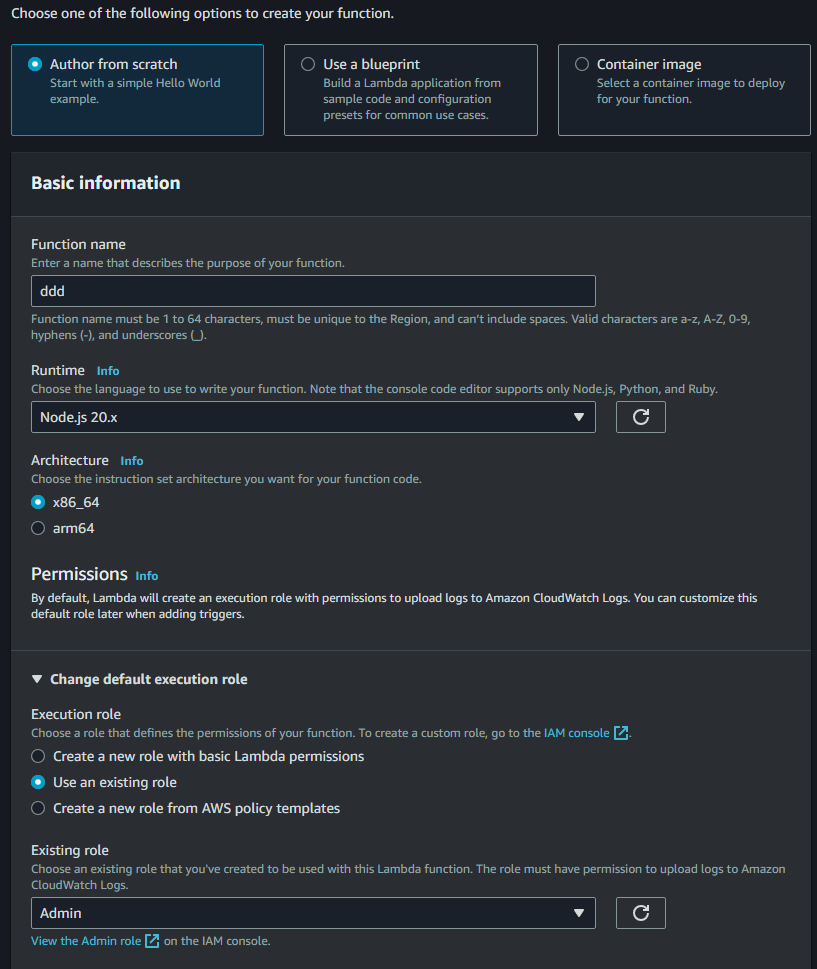 Choose one of the following options to create your function.
Author from scratch
Start with a simple Hello World
example.
Use a blueprint
Build a Lambda application from
sample code and configuration
presets for common use cases.
Container image
Select a container image to deploy
for your function.
Basic information
Function name
Enter a name that describes the purpose of your function.
ddd
Function name must be 1 to 64 characters, must be unique to the Region, and can't include spaces. Valid characters are a-z, A-Z, 0-9,
hyphens (-), and underscores (_).
Runtime Info
Choose the language to use to write your function. Note that the console code editor supports only Node.js, Python, and Ruby.
Node.js 20.x
Architecture Info
Choose the instruction set architecture you want for your function code.
x86_64
arm64
Permissions Info
By default, Lambda will create an execution role with permissions to upload logs to Amazon CloudWatch Logs. You can customize this
default role later when adding triggers.
Change default execution role
Execution role
Choose a role that defines the permissions of your function. To create a custom role, go to the IAM console.
Create a new role with basic Lambda permissions
Use an existing role
Create a new role from AWS policy templates
Existing role
Choose an existing role that you've created to be used with this Lambda function. The role must have permission to upload logs to Amazon
CloudWatch Logs.
Admin
View the Admin role on the IAM console.